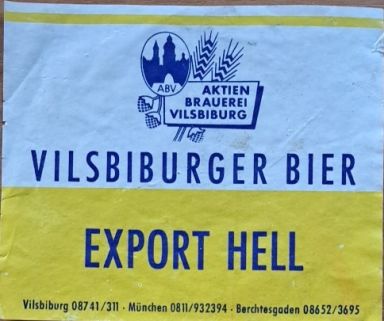 ABV
AKTIEN
BRAUEREI
VILSBIBURG
VILSBIBURGER BIER
EXPORT HELL
Vilsbiburg 08741/311 · München 0811/932394 · Berchtesgaden 08652/3695